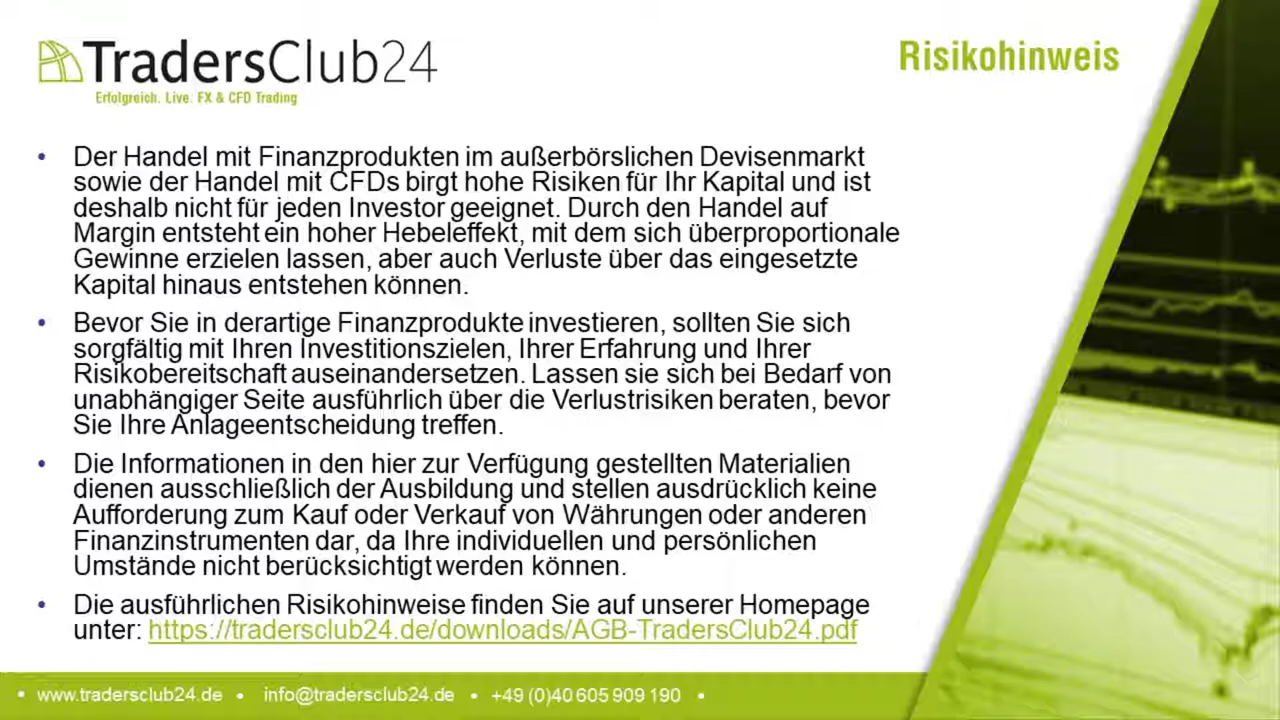 TradersClub24
Erfolgreich. Live. FX & CFD Trading
Risikohinweis
• Der Handel mit Finanzprodukten im außerbörslichen Devisenmarkt
sowie der Handel mit CFDs birgt hohe Risiken für Ihr Kapital und ist
deshalb nicht für jeden Investor geeignet. Durch den Handel auf
Margin entsteht ein hoher Hebeleffekt, mit dem sich überproportionale
Gewinne erzielen lassen, aber auch Verluste über das eingesetzte
Kapital hinaus entstehen können.
• Bevor Sie in derartige Finanzprodukte investieren, sollten Sie sich
sorgfältig mit Ihren Investitionszielen, Ihrer Erfahrung und Ihrer
Risikobereitschaft auseinandersetzen. Lassen sie sich bei Bedarf von
unabhängiger Seite ausführlich über die Verlustrisiken beraten, bevor
Sie Ihre Anlageentscheidung treffen.
• Die Informationen in den hier zur Verfügung gestellten Materialien
dienen ausschließlich der Ausbildung und stellen ausdrücklich keine
Aufforderung zum Kauf oder Verkauf von Währungen oder anderen
Finanzinstrumenten dar, da Ihre individuellen und persönlichen
Umstände nicht berücksichtigt werden können.
• Die ausführlichen Risikohinweise finden Sie auf unserer Homepage
unter: https://tradersclub24.de/downloads/AGB-TradersClub24.pdf
• www.tradersclub24.de • info@tradersclub24.de • +49 (0)40 605 909 190 •